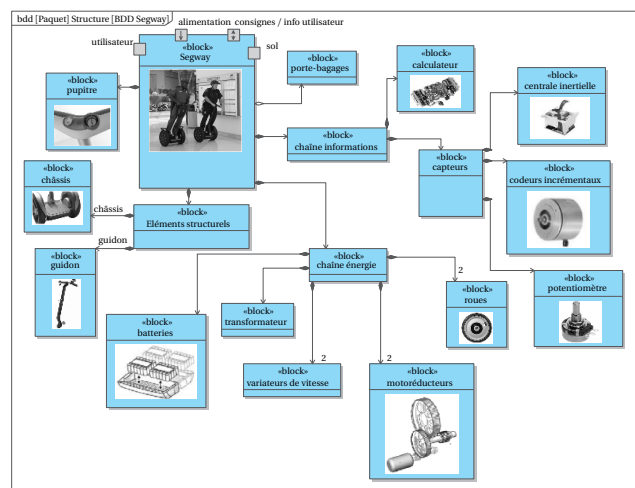 bdd [Paquet] Structure [BDD Segway]
alimentation consignes / info utilisateur
utilisateur
sol
«block»
Segway
«block»
pupitre
«block»
porte-bagages
«block»
calculateur
«block»
centrale inertielle
«block»
chaîne informations
«block»
capteurs
«block»
codeurs incrémentaux
«block»
châssis
châssis
«block»
Eléments structurels
guidon
«block»
guidon
«block»
chaîne énergie
2
«block»
roues
«block»
potentiomètre
«block»
batteries
«block»
transformateur
2
«block»
variateurs de vitesse
2
«block»
motoréducteurs